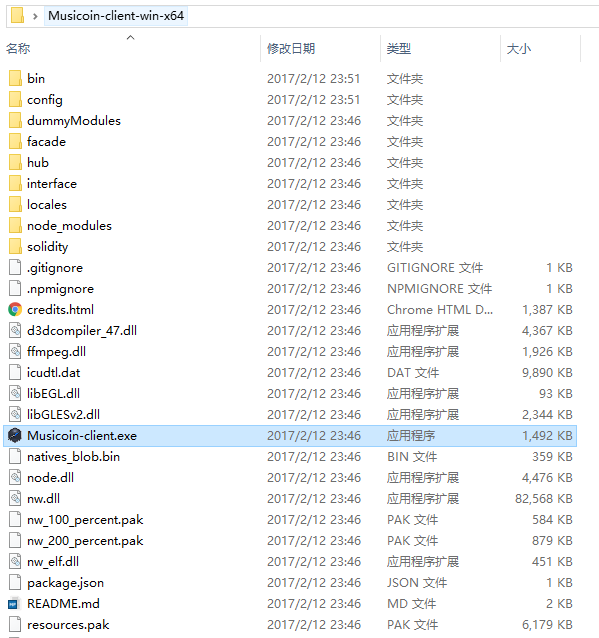 Musicoin-client-win-x64
名称 修改日期 类型 大小
bin 2017/2/12 23:51 文件夹
config 2017/2/12 23:51 文件夹
dummyModules 2017/2/12 23:46 文件夹
facade 2017/2/12 23:46 文件夹
hub 2017/2/12 23:46 文件夹
interface 2017/2/12 23:46 文件夹
locales 2017/2/12 23:46 文件夹
node_modules 2017/2/12 23:46 文件夹
solidity 2017/2/12 23:46 文件夹
.gitignore 2017/2/12 23:46 GITIGNORE 文件 1 KB
.npmignore 2017/2/12 23:46 NPMIGNORE 文件 1 KB
credits.html 2017/2/12 23:46 Chrome HTML D... 1,387 KB
d3dcompiler_47.dll 2017/2/12 23:46 应用程序扩展 4,367 KB
ffmpeg.dll 2017/2/12 23:46 应用程序扩展 1,926 KB
icudtl.dat 2017/2/12 23:46 DAT 文件 9,890 KB
libEGL.dll 2017/2/12 23:46 应用程序扩展 93 KB
libGLESv2.dll 2017/2/12 23:46 应用程序扩展 2,344 KB
Musicoin-client.exe 2017/2/12 23:46 应用程序 1,492 KB
natives_blob.bin 2017/2/12 23:46 BIN 文件 359 KB
node.dll 2017/2/12 23:46 应用程序扩展 4,476 KB
nw.dll 2017/2/12 23:46 应用程序扩展 82,568 KB
nw_100_percent.pak 2017/2/12 23:46 PAK 文件 584 KB
nw_200_percent.pak 2017/2/12 23:46 PAK 文件 879 KB
nw_elf.dll 2017/2/12 23:46 应用程序扩展 451 KB
package.json 2017/2/12 23:46 JSON 文件 1 KB
README.md 2017/2/12 23:46 MD 文件 2 KB
resources.pak 2017/2/12 23:46 PAK 文件 6,179 KB